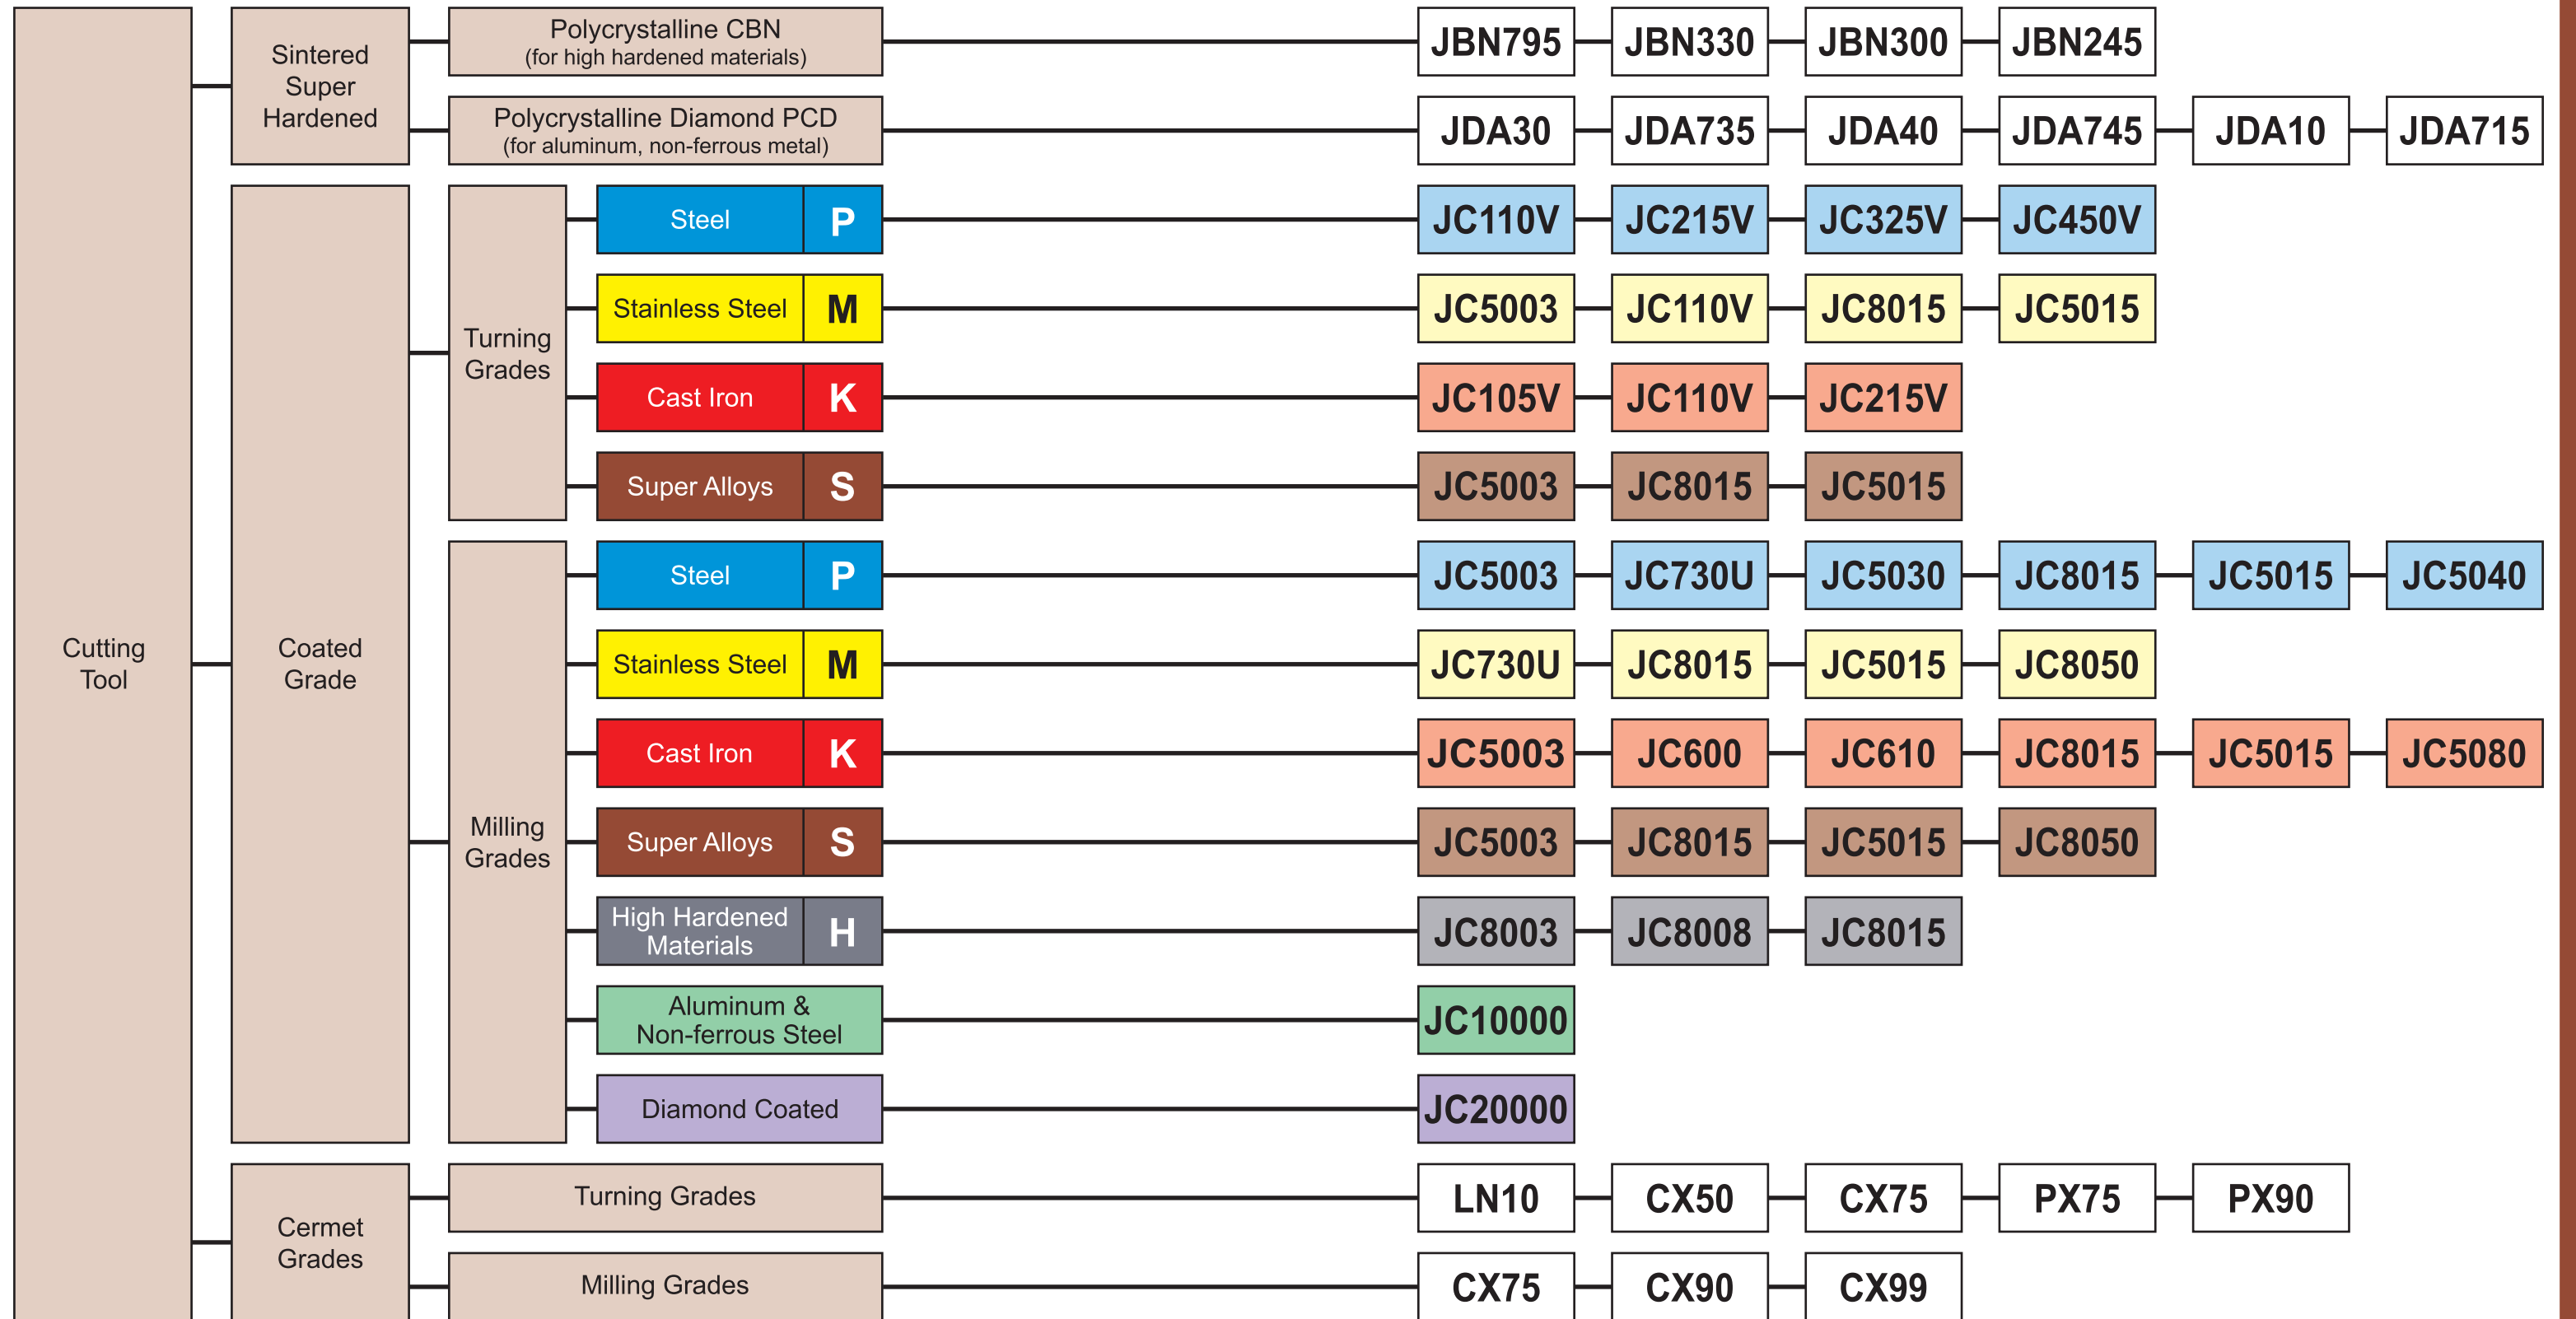 Cutting
Tool
Sintered
Super
Hardened
Polycrystalline CBN
(for high hardened materials)
JBN795 JBN330 JBN300 JBN245
Polycrystalline Diamond PCD
(for aluminum, non-ferrous metal)
JDA30 JDA735 JDA40 JDA745 JDA10 JDA715
Coated
Grade
Turning
Grades
Steel P JC110V JC215V JC325V JC450V
Stainless Steel M JC5003 JC110V JC8015 JC5015
Cast Iron K JC105V JC110V JC215V
Super Alloys S JC5003 JC8015 JC5015
Milling
Grades
Steel P JC5003 JC730U JC5030 JC8015 JC5015 JC5040
Stainless Steel M JC730U JC8015 JC5015 JC8050
Cast Iron K JC5003 JC600 JC610 JC8015 JC5015 JC5080
Super Alloys S JC5003 JC8015 JC5015 JC8050
High Hardened
Materials
H JC8003 JC8008 JC8015
Aluminum &
Non-ferrous Steel
JC10000
Diamond Coated JC20000
Cermet
Grades
Turning Grades LN10 CX50 CX75 PX75 PX90
Milling Grades CX75 CX90 CX99